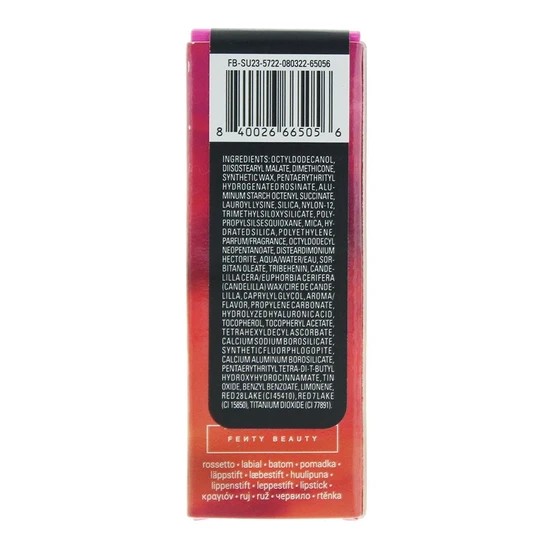 FB-SU23-5722-080322-65056
8 40026 66505 6
INGREDIENTS: OCTYLDODECANOL,
DIISOSTEARYL MALATE, DIMETHICONE,
SYNTHETIC WAX, PENTAERYTHRITYL
HYDROGENATED ROSINATE, ALU-
MINUM STARCH OCTENYL SUCCINATE,
LAUROYL LYSINE, SILICA, NYLON-12,
TRIMETHYLSILOXYSILICATE, POLY-
PROPYLSILSESQUIOXANE, MICA, HY-
DRATED SILICA, POLYETHYLENE,
PARFUM/FRAGRANCE, OCTYLDODECYL
NEOPENTANOATE, DISTEARDIMONIUM
HECTORITE, AQUA/WATER/EAU, SOR-
BITAN OLEATE, TRIBEHENIN, CANDE-
LILLA CERA/EUPHORBIA CERIFERA
(CANDELILLA) WAX/CIRE DE CANDE-
LILLA, CAPRYLYL GLYCOL, AROMA/
FLAVOR, PROPYLENE CARBONATE,
HYDROLYZED HYALURONIC ACID,
TOCOPHEROL, TOCOPHERYL ACETATE,
TETRAHEXYLDECYL ASCORBATE,
CALCIUM SODIUM BOROSILICATE,
SYNTHETIC FLUORPHLOGOPITE,
CALCIUM ALUMINUM BOROSILICATE,
PENTAERYTHRITYL TETRA-DI-T-BUTYL
HYDROXYHYDROCINNAMATE, TIN
OXIDE, BENZYL BENZOATE, LIMONENE,
RED 28 LAKE (CI 45410), RED 7 LAKE
(CI 15850), TITANIUM DIOXIDE (CI 77891).
FEИTY BEAUTY
rossetto • labial • batom • pomadka •
läppstift • læbestift • huulipuna •
lippenstift • leppestift • lipstick •
κραγιόν • ruj • ruž • червило • rtěnka